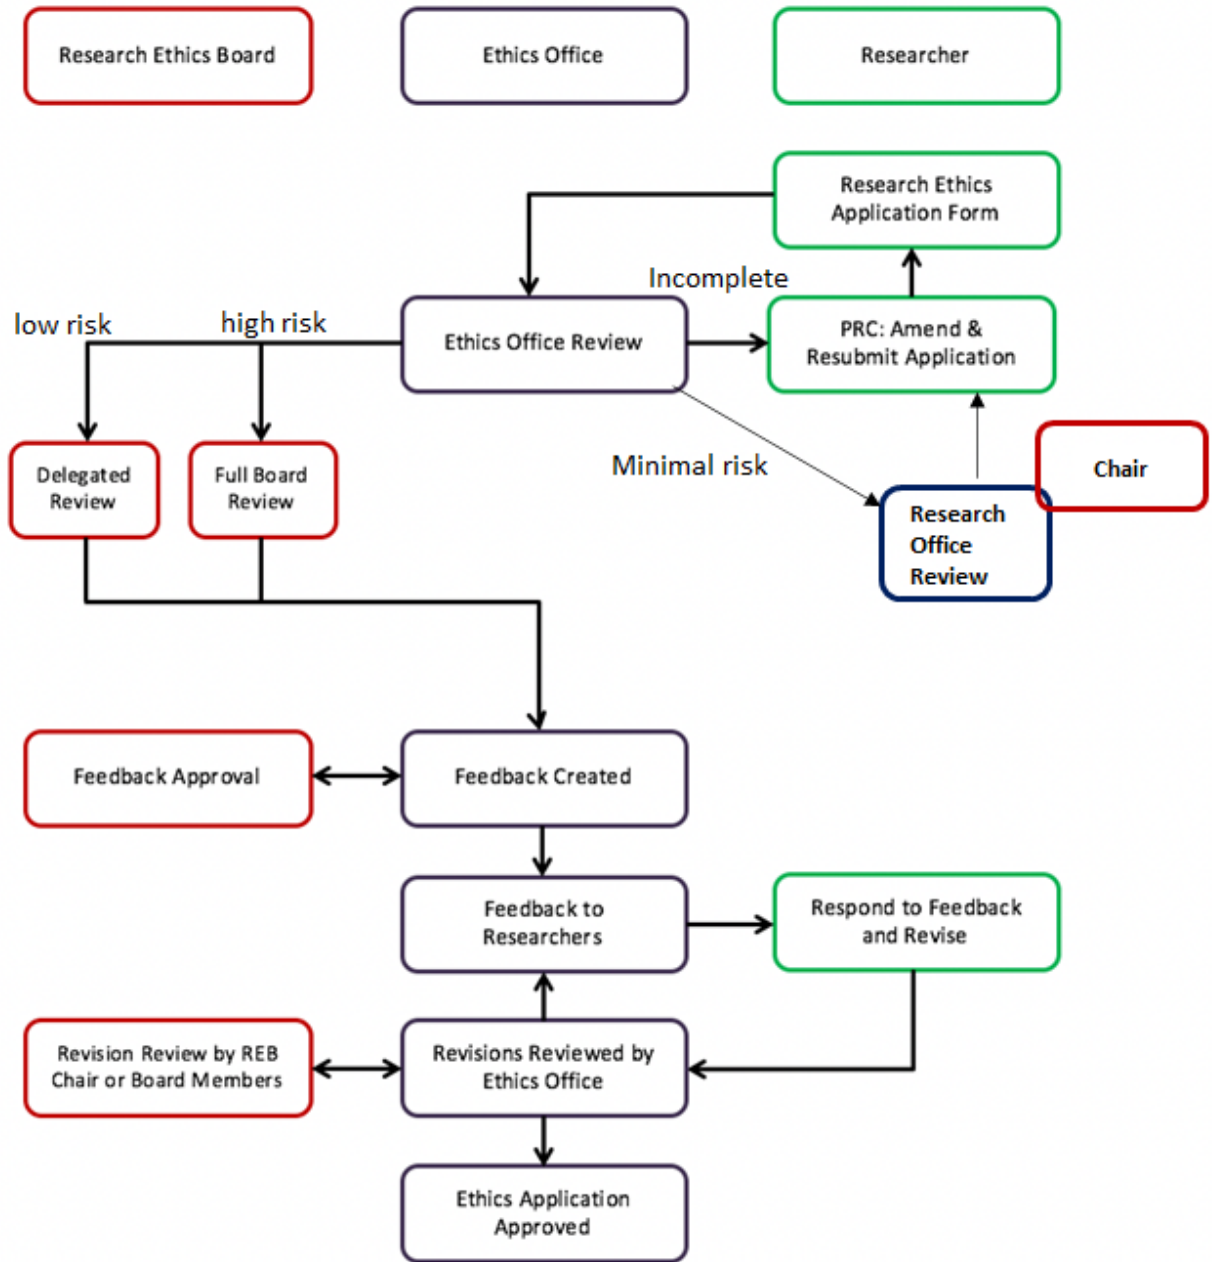 Research Ethics Board
Ethics Office
Researcher
Research Ethics
Application Form
Incomplete
low risk
high risk
Ethics Office Review
PRC: Amend &
Resubmit Application
Delegated
Review
Full Board
Review
Minimal risk
Chair
Research
Office
Review
Feedback Approval
Feedback Created
Feedback to
Researchers
Respond to Feedback
and Revise
Revision Review by REB
Chair or Board Members
Revisions Reviewed by
Ethics Office
Ethics Application
Approved